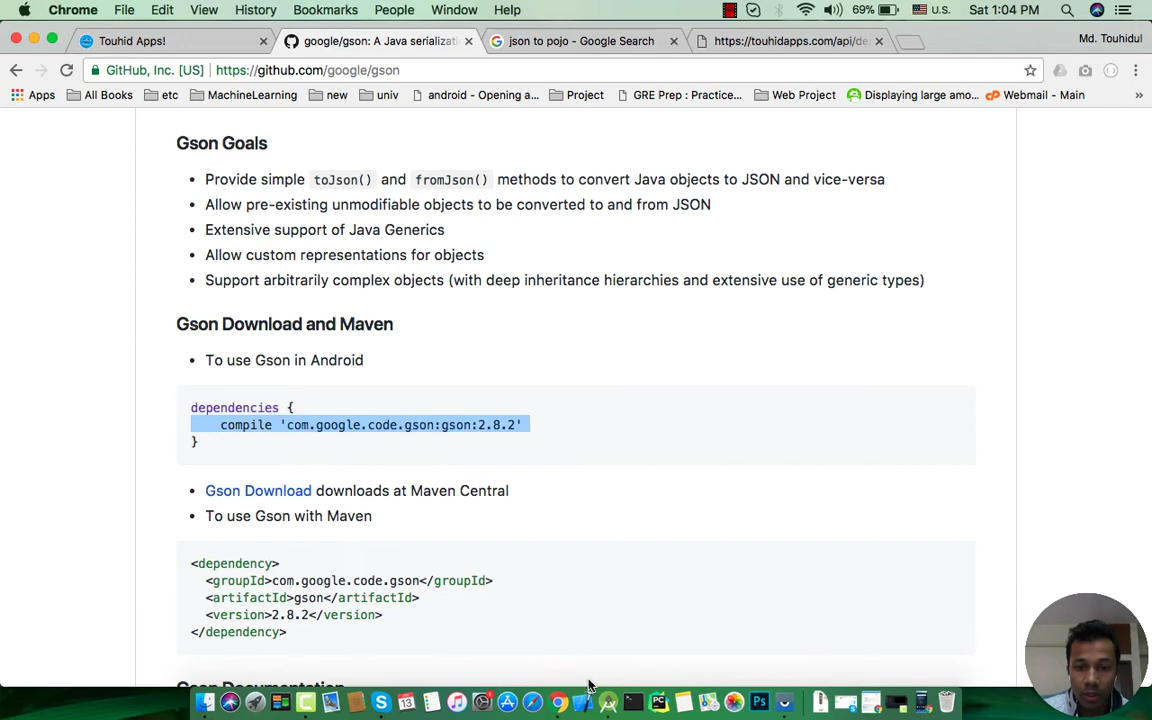 Chrome File Edit View History Bookmarks People Window Help 69% U.S. Sat 1:04 PM
Touhid Apps! google/gson: A Java serializati json to pojo - Google Search https://touhidapps.com/api/de Md. Touhidul
GitHub, Inc. [US] https://github.com/google/gson
Apps All Books etc MachineLearning new univ android - Opening a... Project GRE Prep : Practice... Web Project Displaying large amo... Webmail - Main »
Gson Goals
• Provide simple toJson() and fromJson() methods to convert Java objects to JSON and vice-versa
• Allow pre-existing unmodifiable objects to be converted to and from JSON
• Extensive support of Java Generics
• Allow custom representations for objects
• Support arbitrarily complex objects (with deep inheritance hierarchies and extensive use of generic types)
Gson Download and Maven
• To use Gson in Android
dependencies {
compile 'com.google.code.gson:gson:2.8.2'
}
• Gson Download downloads at Maven Central
• To use Gson with Maven
<dependency>
<groupId>com.google.code.gson</groupId>
<artifactId>gson</artifactId>
<version>2.8.2</version>
</dependency>
Gson Documentation
13 PC Ps